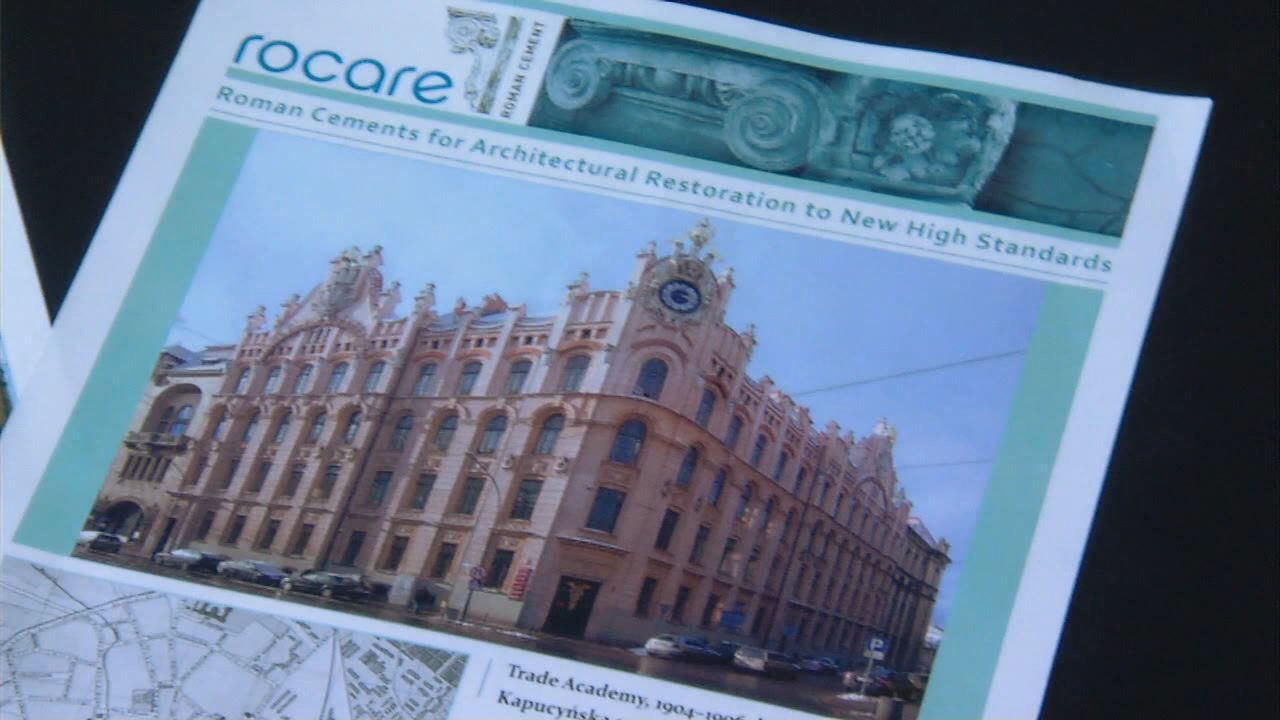 rocare
ROMAN CEMENT
Roman Cements for Architectural Restoration to New High Standards
P
Trade Academy, 1904–1906,
Kapucyńska